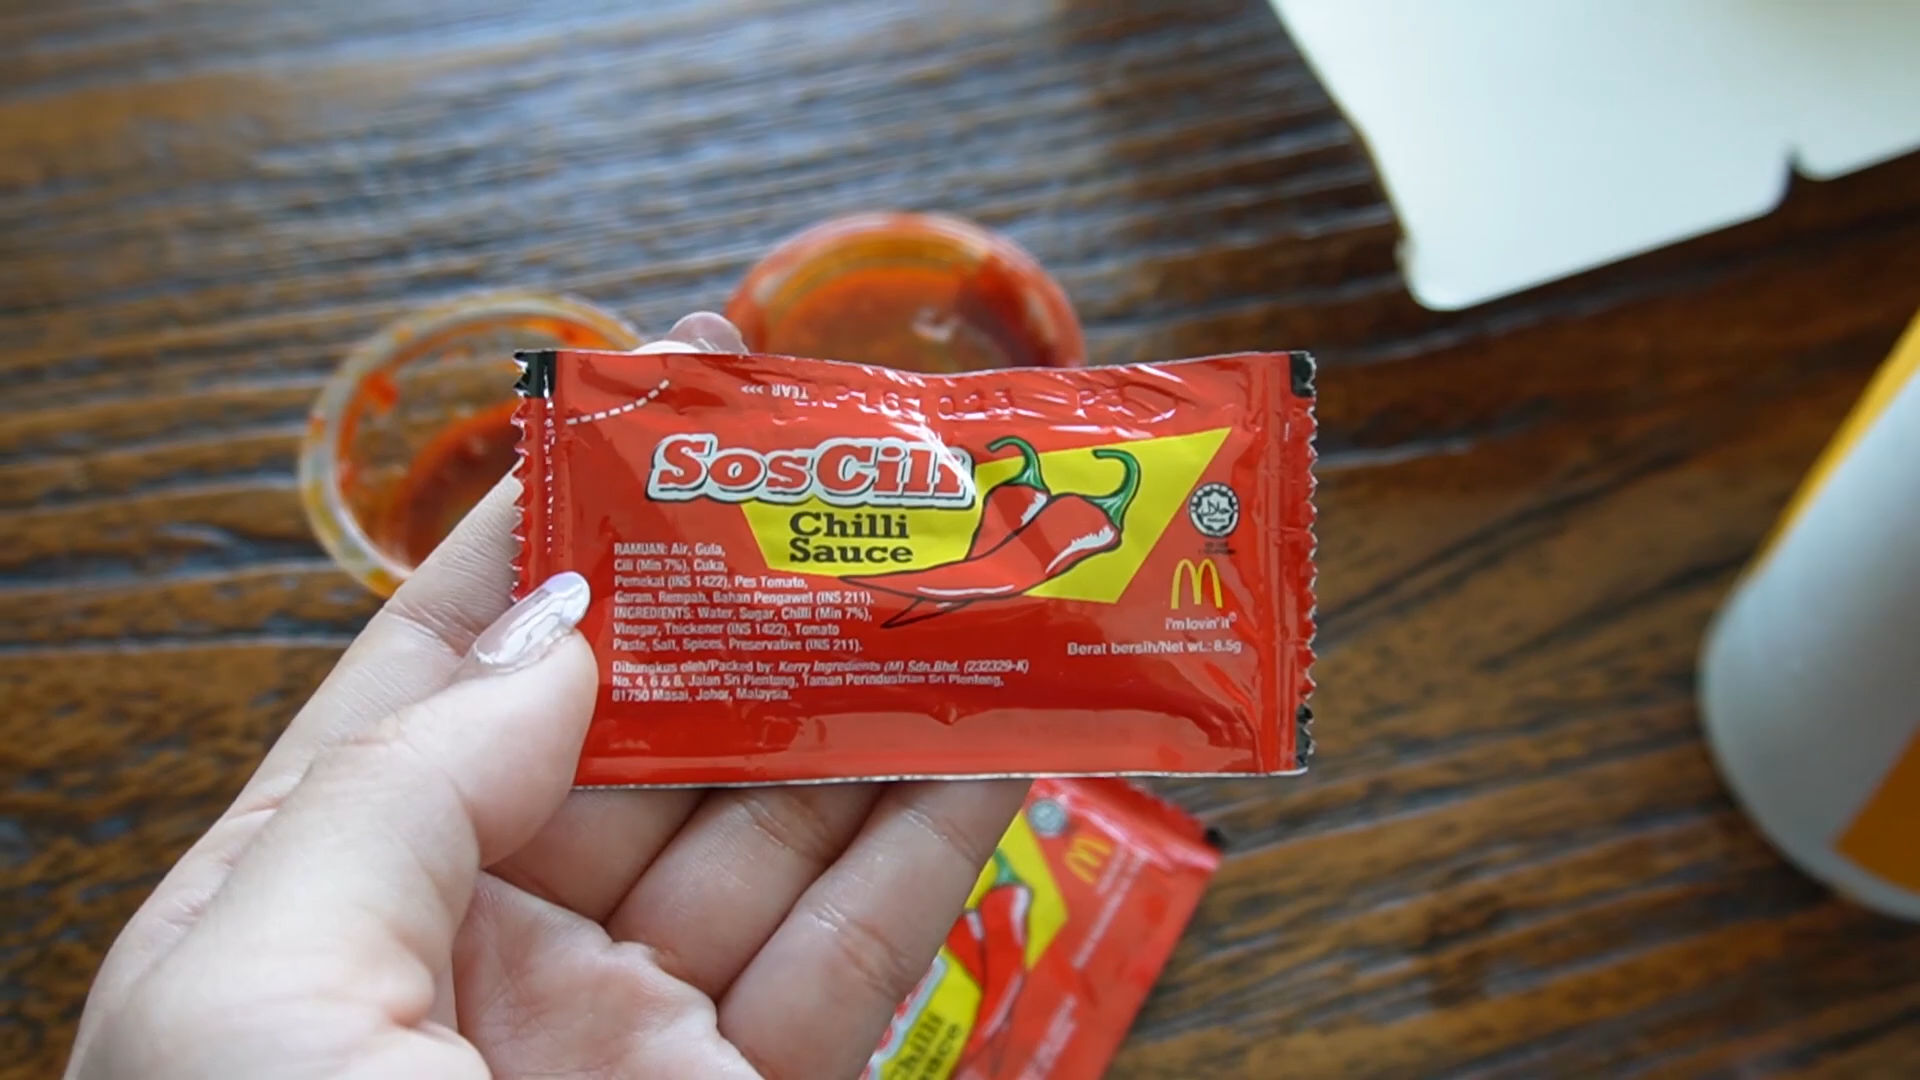 TEAR >>>
SosCili
Chilli
Sauce
RAMUAN: Air, Gula,
Cili (Min 7%), Cuka,
Pemekat (INS 1422), Pes Tomato,
Garam, Rempah, Bahan Pengawet (INS 211).
INGREDIENTS: Water, Sugar, Chilli (Min 7%),
Vinegar, Thickener (INS 1422), Tomato
Paste, Salt, Spices, Preservative (INS 211).
Dibungkus oleh/Packed by: Kerry Ingredients (M) Sdn.Bhd. (232329-K)
No. 4, 6 & 8, Jalan Sri Plentung, Taman Perindustrian Sri Plentung,
81750 Masai, Johor, Malaysia.
i'm lovin' it®
Berat bersih/Net wt.: 8.5g
Chilli
Sauce